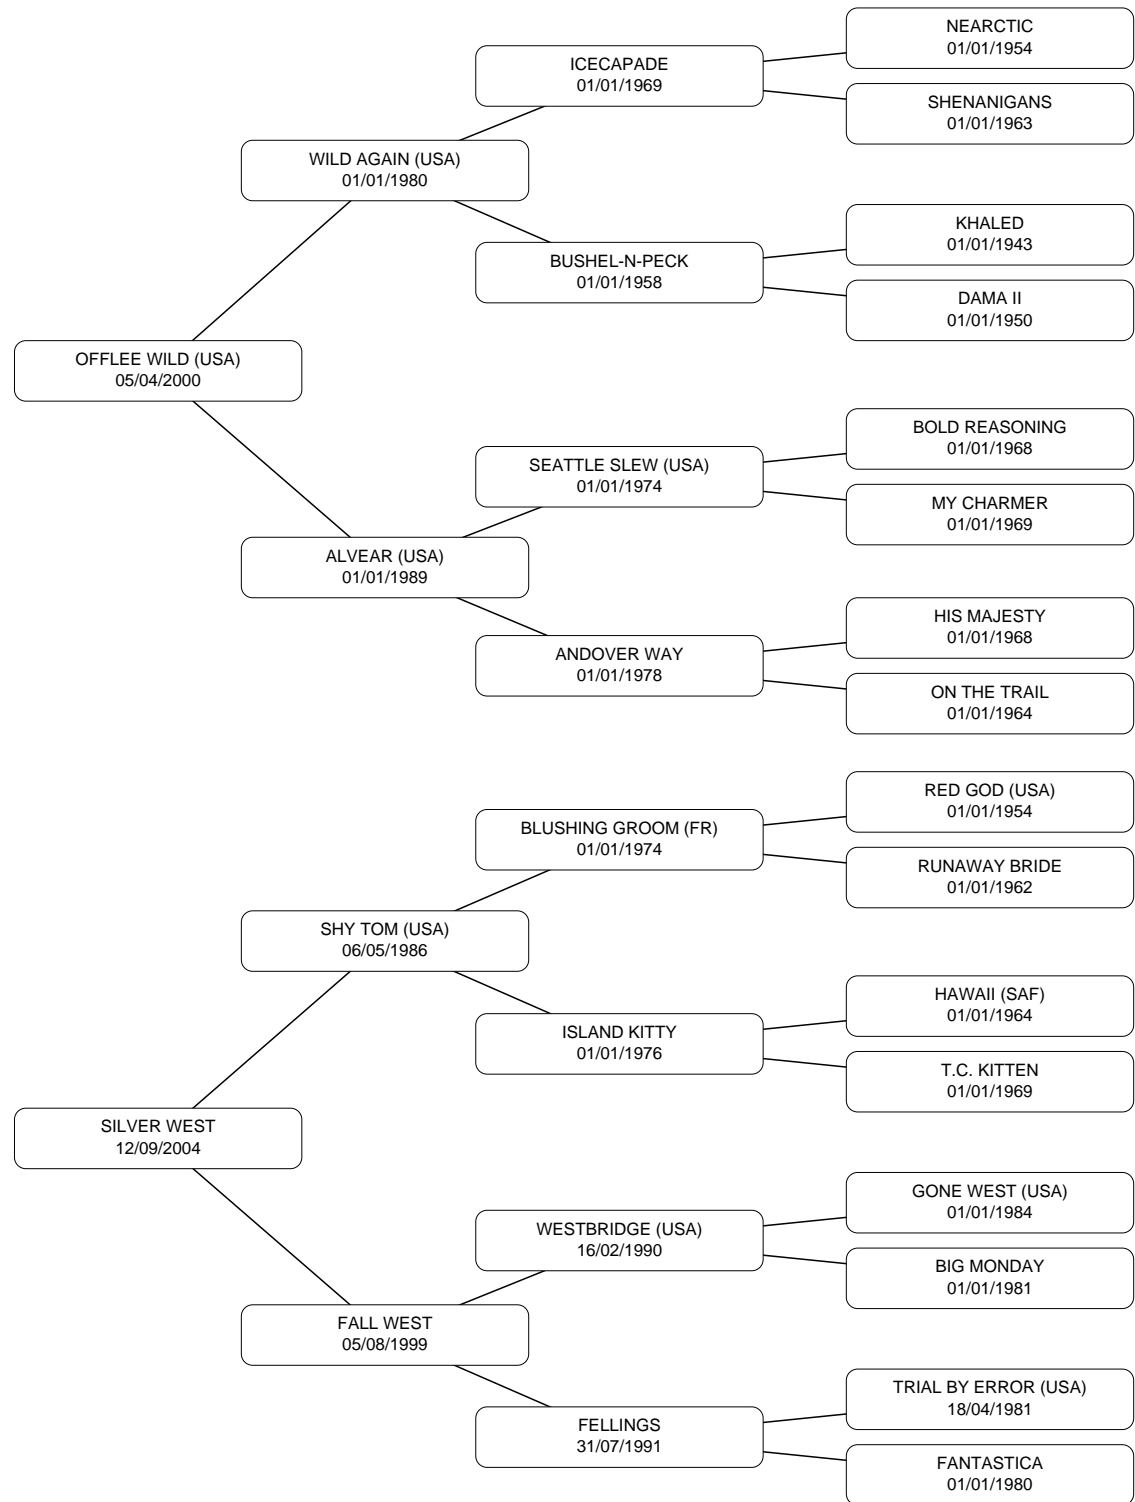 NEARCTIC
01/01/1954
ICECAPADE
01/01/1969
SHENANIGANS
01/01/1963
WILD AGAIN (USA)
01/01/1980
KHALED
01/01/1943
BUSHEL-N-PECK
01/01/1958
DAMA II
01/01/1950
OFFLEE WILD (USA)
05/04/2000
BOLD REASONING
01/01/1968
SEATTLE SLEW (USA)
01/01/1974
MY CHARMER
01/01/1969
ALVEAR (USA)
01/01/1989
HIS MAJESTY
01/01/1968
ANDOVER WAY
01/01/1978
ON THE TRAIL
01/01/1964
RED GOD (USA)
01/01/1954
BLUSHING GROOM (FR)
01/01/1974
RUNAWAY BRIDE
01/01/1962
SHY TOM (USA)
06/05/1986
HAWAII (SAF)
01/01/1964
ISLAND KITTY
01/01/1976
T.C. KITTEN
01/01/1969
SILVER WEST
12/09/2004
GONE WEST (USA)
01/01/1984
WESTBRIDGE (USA)
16/02/1990
BIG MONDAY
01/01/1981
FALL WEST
05/08/1999
TRIAL BY ERROR (USA)
18/04/1981
FELLINGS
31/07/1991
FANTASTICA
01/01/1980